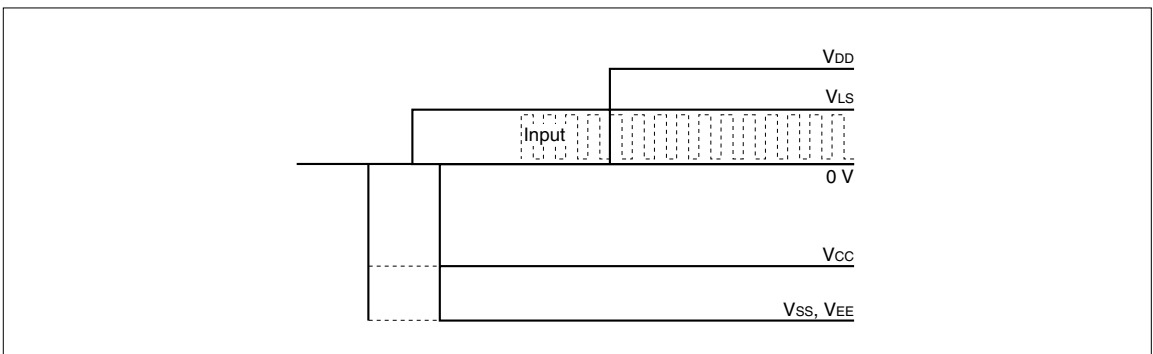 VDD
VLS
Input
0 V
VCC
VSS, VEE